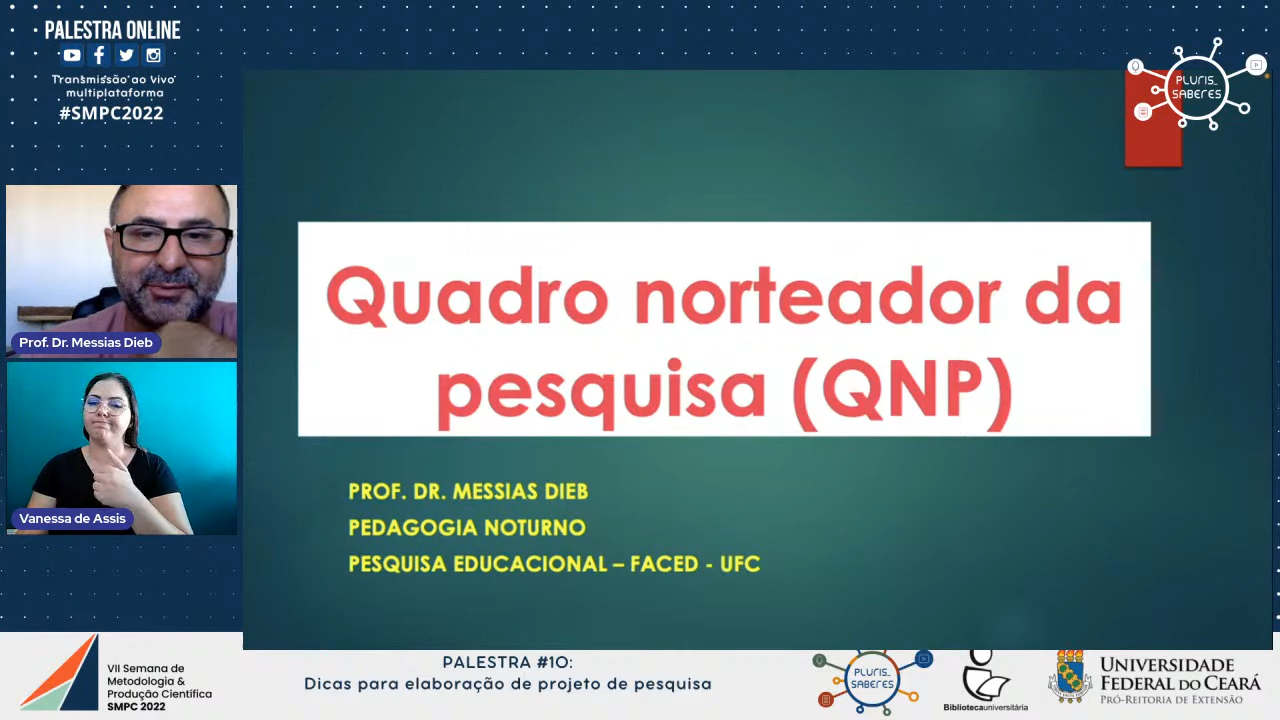 PALESTRA ONLINE
Transmissão ao vivo
multiplataforma
#SMPC2022
PLURIS_
SABERES
Prof. Dr. Messias Dieb
Vanessa de Assis
Quadro norteador da
pesquisa (QNP)
PROF. DR. MESSIAS DIEB
PEDAGOGIA NOTURNO
PESQUISA EDUCACIONAL – FACED - UFC
VII Semana de
Metodologia &
Produção Científica
SMPC 2022
PALESTRA #10:
Dicas para elaboração de projeto de pesquisa
PLURIS_
SABERES
Bibliotecauniversitária
UNIVERSIDADE
FEDERAL DO CEARÁ
PRÓ-REITORIA DE EXTENSÃO